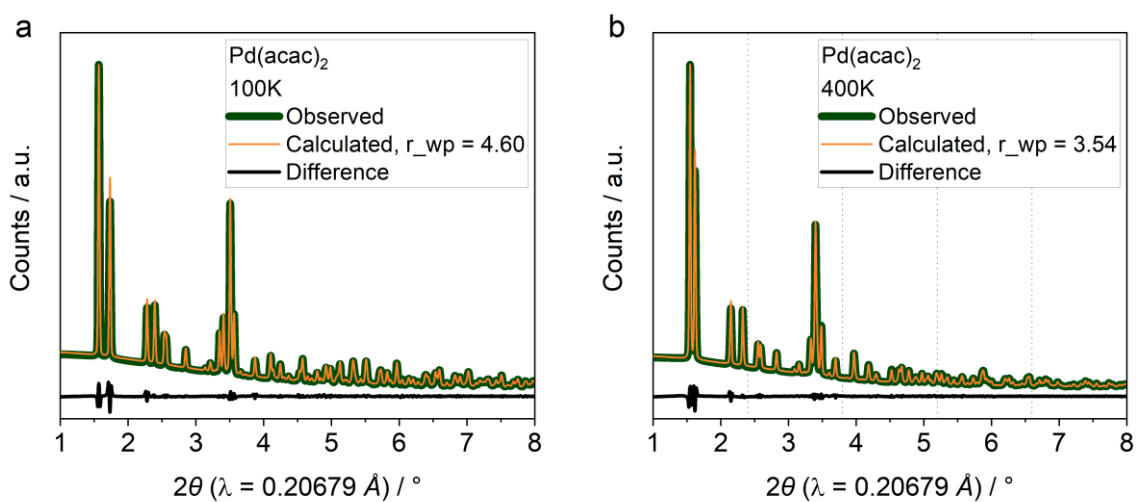 a
Pd(acac)₂
100K
Observed
Calculated, r_wp = 4.60
Difference
Counts / a.u.
1 2 3 4 5 6 7 8
2θ (λ = 0.20679 Å) / °
b
Pd(acac)₂
400K
Observed
Calculated, r_wp = 3.54
Difference
Counts / a.u.
1 2 3 4 5 6 7 8
2θ (λ = 0.20679 Å) / °